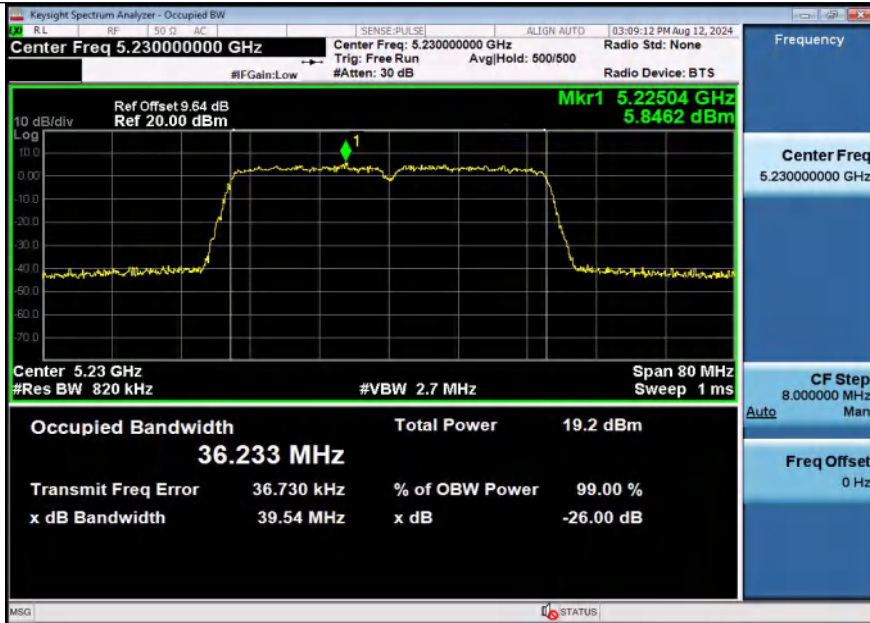 Keysight Spectrum Analyzer - Occupied BW
LXI RL RF 50 Ω AC SENSE:PULSE ALIGN AUTO 03:09:12 PM Aug 12, 2024
Center Freq 5.230000000 GHz
Center Freq: 5.230000000 GHz
Radio Std: None
Trig: Free Run Avg|Hold: 500/500
#IFGain:Low #Atten: 30 dB Radio Device: BTS
Mkr1 5.22504 GHz
5.8462 dBm
Ref Offset 9.64 dB
10 dB/div Ref 20.00 dBm
Log
10.0
0.00
-10.0
-20.0
-30.0
-40.0
-50.0
-60.0
-70.0
1
Center 5.23 GHz Span 80 MHz
#Res BW 820 kHz #VBW 2.7 MHz Sweep 1 ms
Occupied Bandwidth Total Power 19.2 dBm
36.233 MHz
Transmit Freq Error 36.730 kHz % of OBW Power 99.00 %
x dB Bandwidth 39.54 MHz x dB -26.00 dB
MSG STATUS
Frequency
Center Freq
5.230000000 GHz
CF Step
8.000000 MHz
Auto Man
Freq Offset
0 Hz